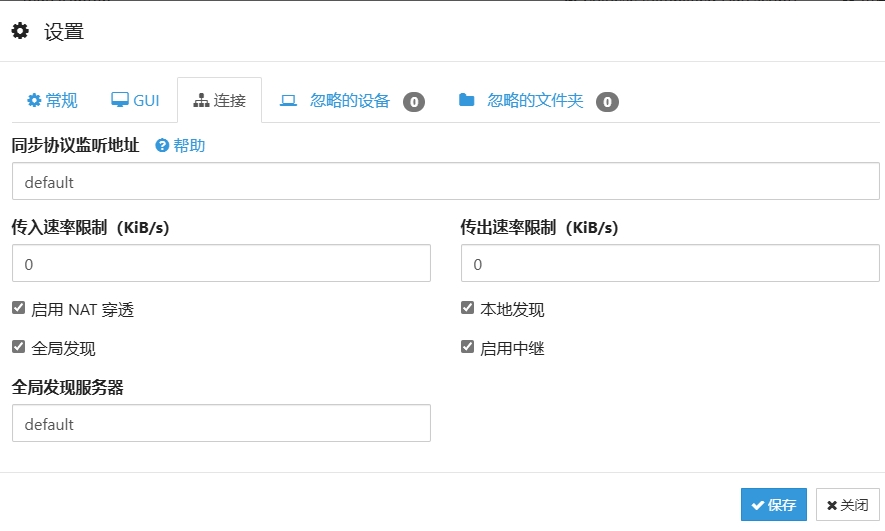 设置
常规 GUI 连接 忽略的设备 0 忽略的文件夹 0
同步协议监听地址 帮助
default
传入速率限制（KiB/s） 传出速率限制（KiB/s）
0 0
启用 NAT 穿透 本地发现
全局发现 启用中继
全局发现服务器
default
保存 关闭